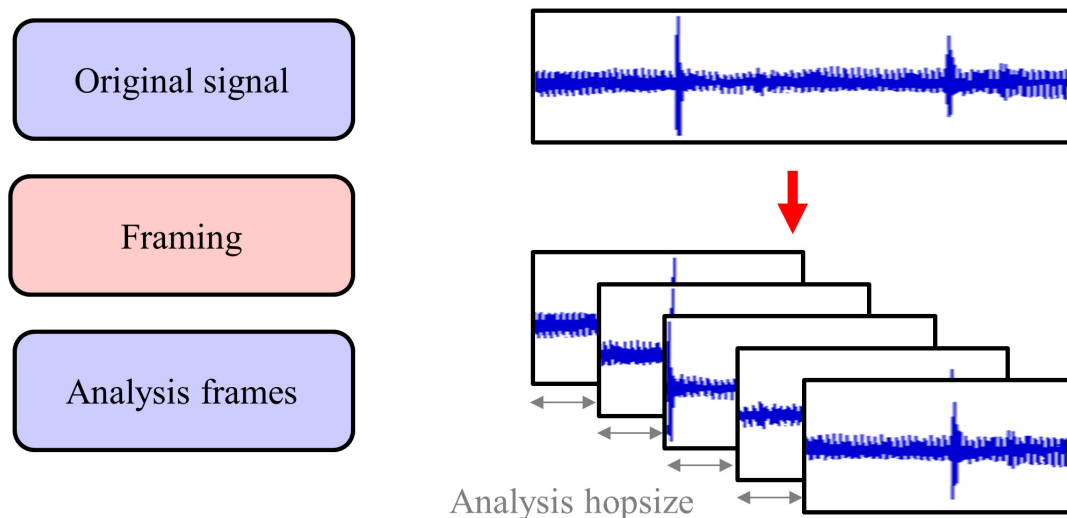 Original signal
Framing
Analysis frames
Analysis hopsize